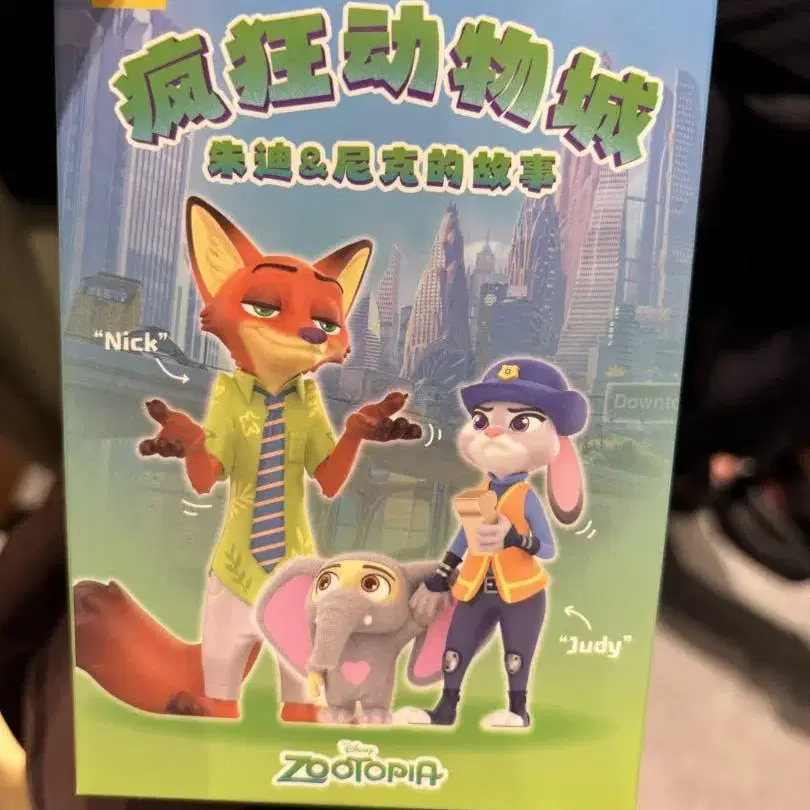 疯狂动物城
朱迪&尼克的故事
“Nick”
Downt
“Judy”
Disney
ZOOTOPIA